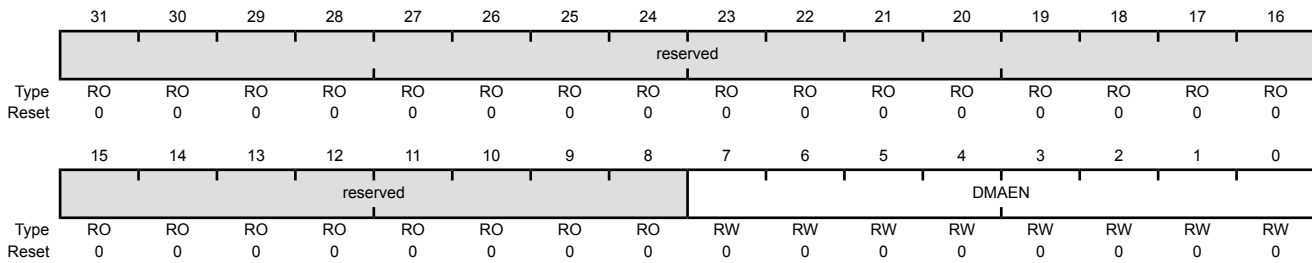 31 30 29 28 27 26 25 24 23 22 21 20 19 18 17 16
reserved
Type RO RO RO RO RO RO RO RO RO RO RO RO RO RO RO RO
Reset 0 0 0 0 0 0 0 0 0 0 0 0 0 0 0 0
15 14 13 12 11 10 9 8 7 6 5 4 3 2 1 0
reserved DMAEN
Type RO RO RO RO RO RO RO RO RW RW RW RW RW RW RW RW
Reset 0 0 0 0 0 0 0 0 0 0 0 0 0 0 0 0